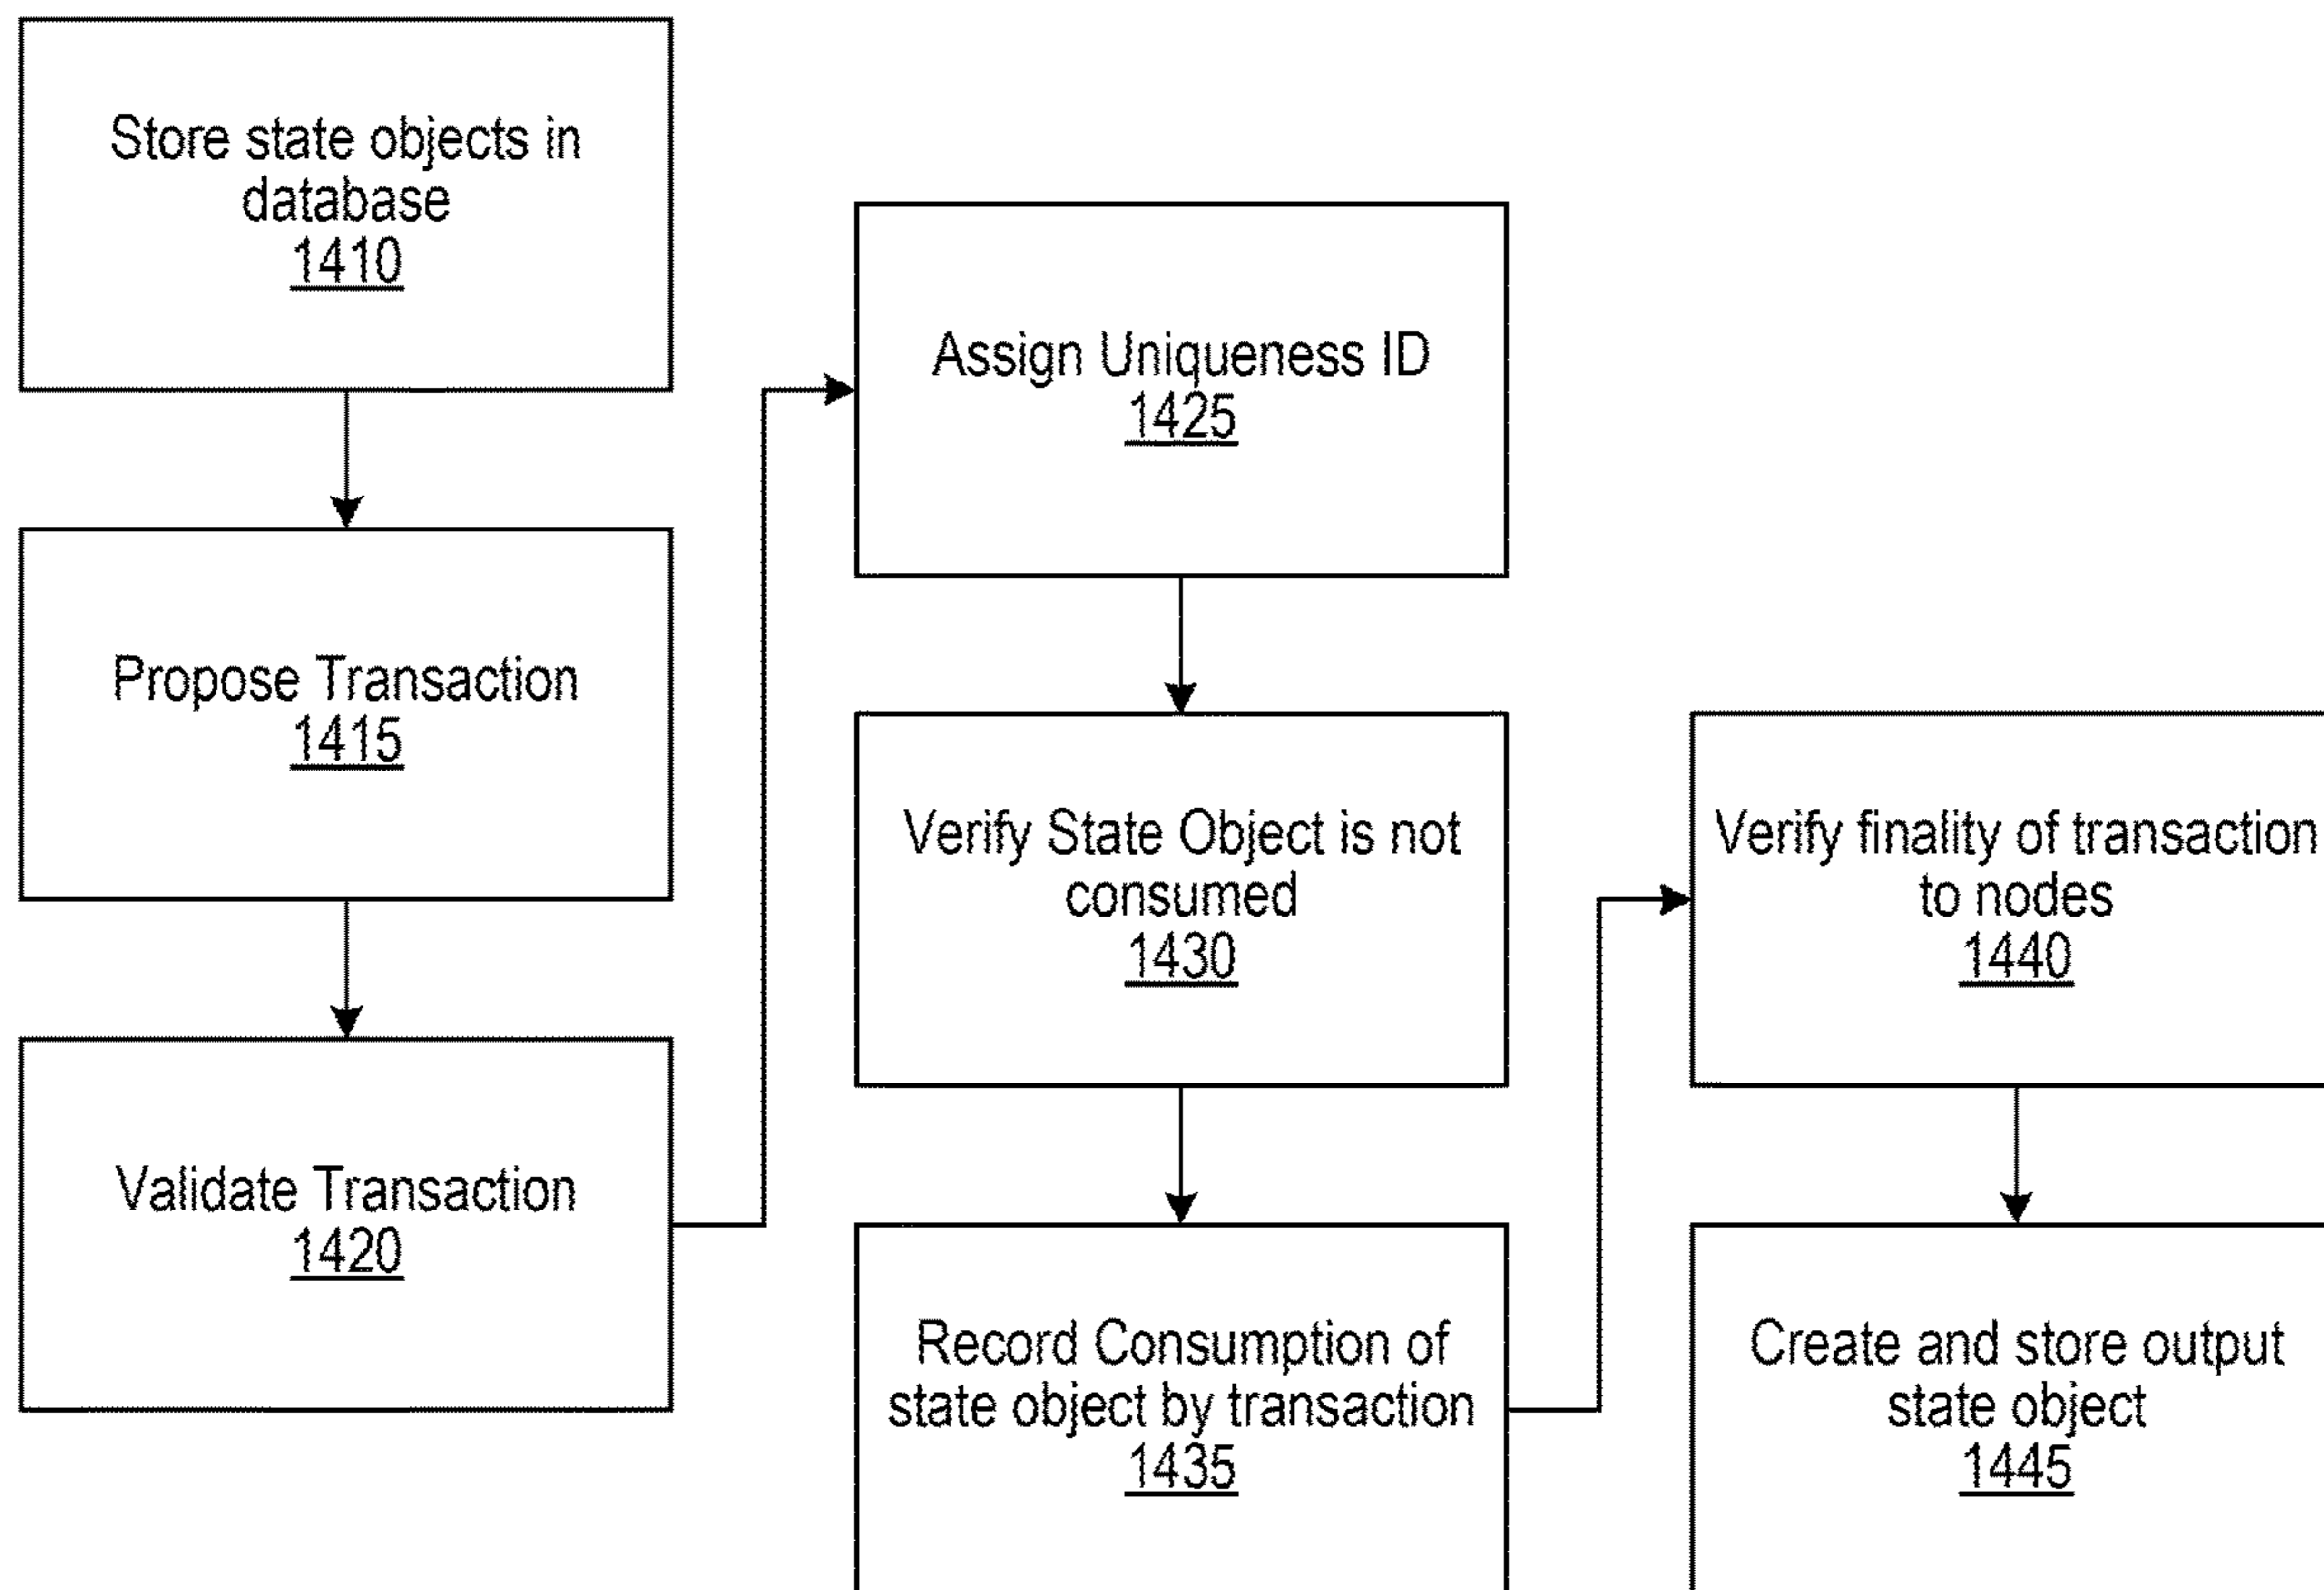 Store state objects in
database
1410
Propose Transaction
1415
Validate Transaction
1420
Assign Uniqueness ID
1425
Verify State Object is not
consumed
1430
Record Consumption of
state object by transaction
1435
Verify finality of transaction
to nodes
1440
Create and store output
state object
1445